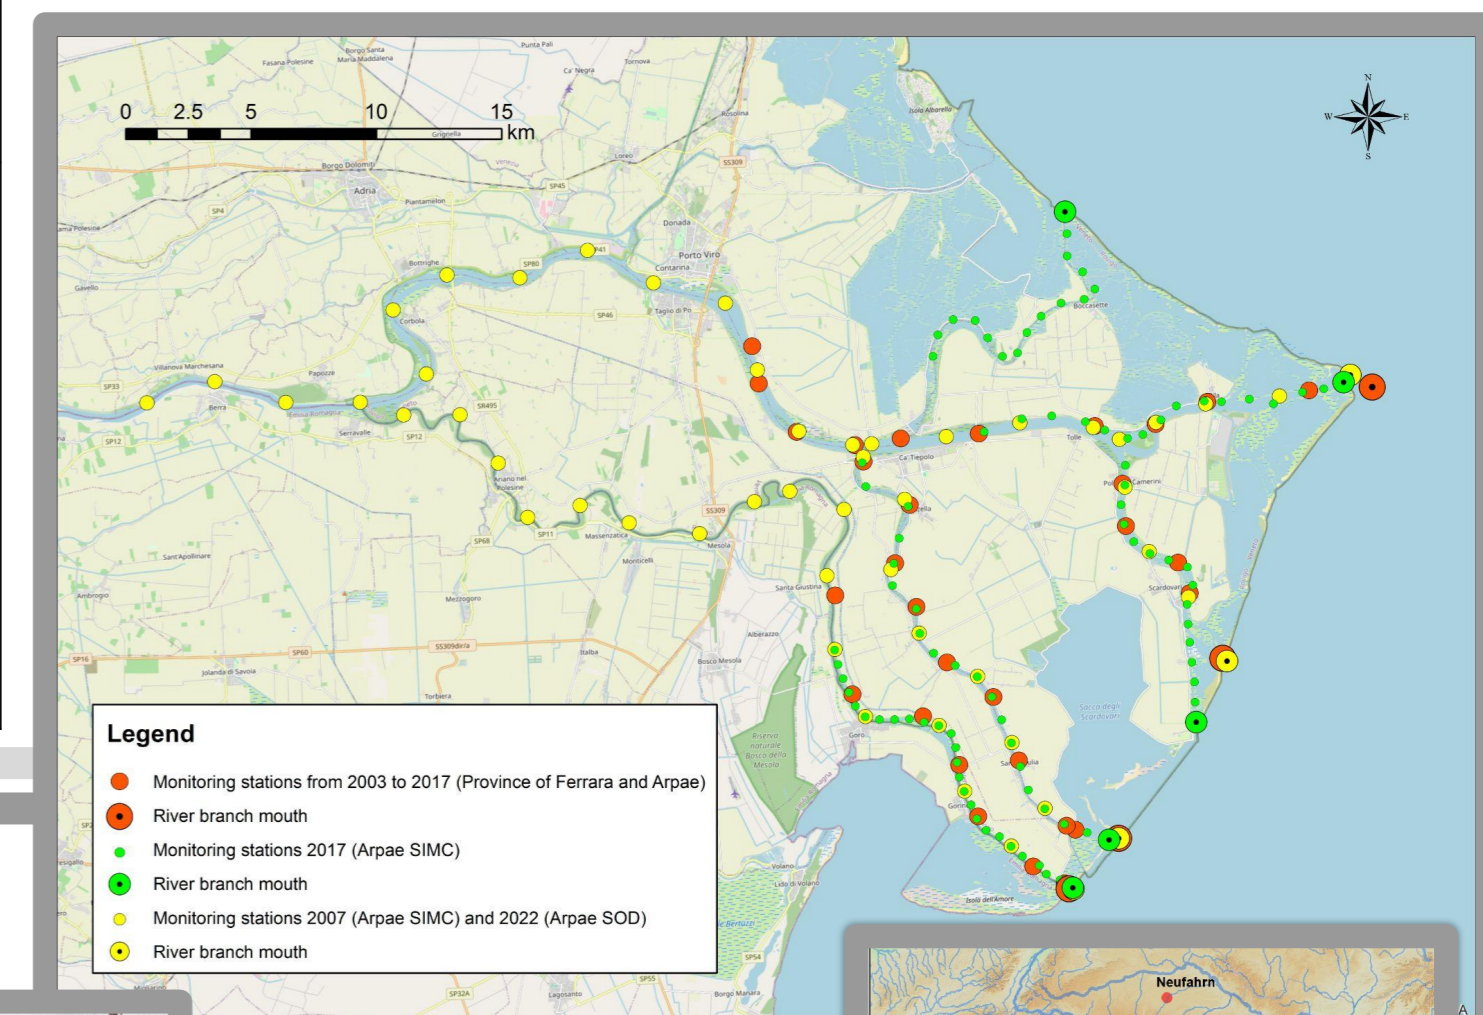 Borgo Santa
Maria Maddalena
Punta Pali
Fasana Polesine
Ca' Negra
Tornova
0 2.5 5 10 15
km
Grignella
Rosolina
Isola Albarella
N
W E
S
Loreo
SS309
Borgo Dolomiti
Adria
SP45
Piantamelon
SP4
Donada
Porto Viro
Contarina
SP41
SP80
Bottrighe
Gavello
Taglio di Po
SP46
Corbola
Boccasette
Villanova Marchesana
Papozze
SP33
Berra
Emilia-Romagna
SR495
Serravalle
SP12
SP12
Tolle
Ca' Tiepolo
Ariano nel
Polesine
Camerini
SS309
SP11
SP68
Massenzatica
Mesola
Monticelli
Sant'Apollinare
Santa Giustina
Scardovari
Ambrogio
Mezzogoro
Alberazzo
SP16
SP60
SS309dir/a
Italba
Bosco Mesola
Jolanda di Savoia
Torbiera
Sacca degli
Scardovari
Goro
Riserva
naturale
Bosco della
Mesola
Legend
Monitoring stations from 2003 to 2017 (Province of Ferrara and Arpae)
River branch mouth
Monitoring stations 2017 (Arpae SIMC)
River branch mouth
Monitoring stations 2007 (Arpae SIMC) and 2022 (Arpae SOD)
River branch mouth
Volano
Lido di Volano
Isola dell'Amore
SP54
SP55
SP32A
Lagosanto
Borgo Manara
Neufahrn
A